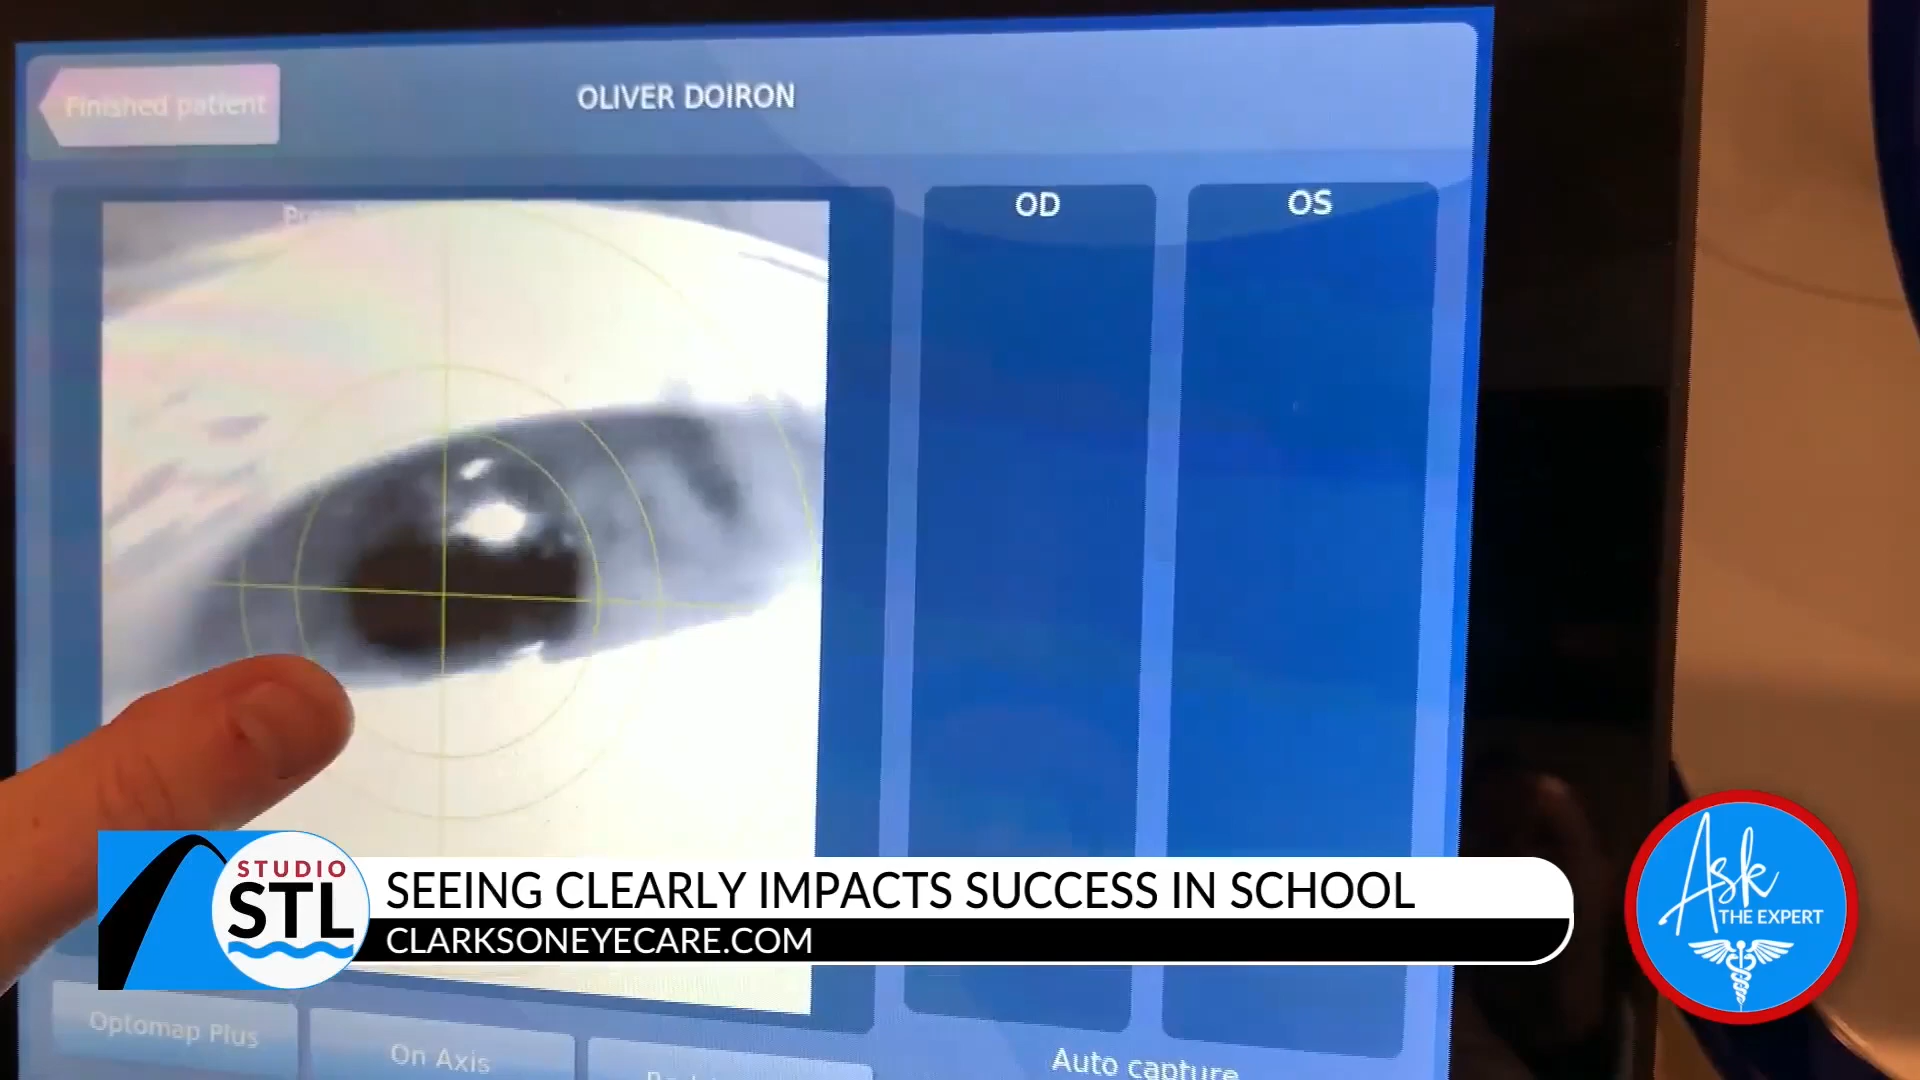 Finished patient
OLIVER DOIRON
OD
OS
STUDIO
STL
SEEING CLEARLY IMPACTS SUCCESS IN SCHOOL
CLARKSONEYECARE.COM
Ask
THE EXPERT
Optomap Plus
On Axis
Auto capture